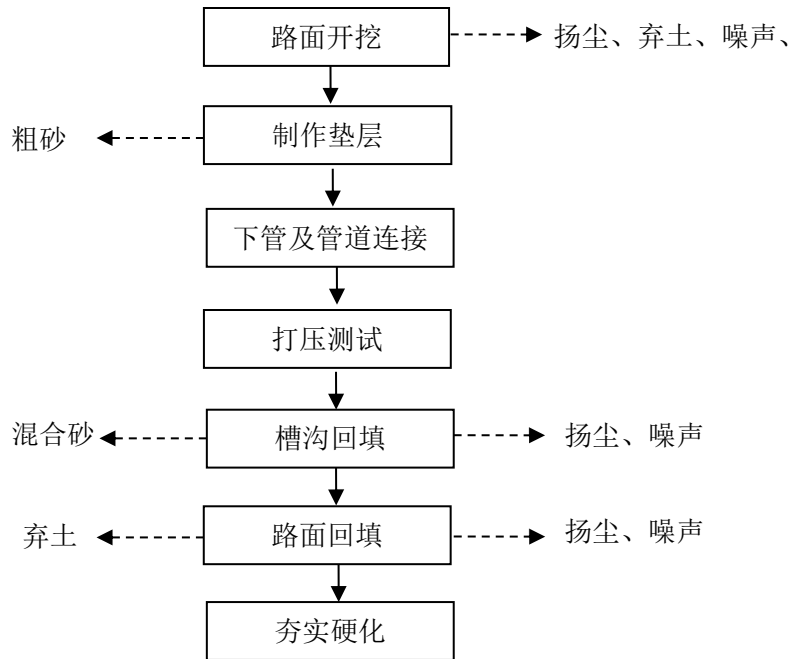 路面开挖
扬尘、弃土、噪声、
粗砂
制作垫层
下管及管道连接
打压测试
混合砂
槽沟回填
扬尘、噪声
弃土
路面回填
扬尘、噪声
夯实硬化